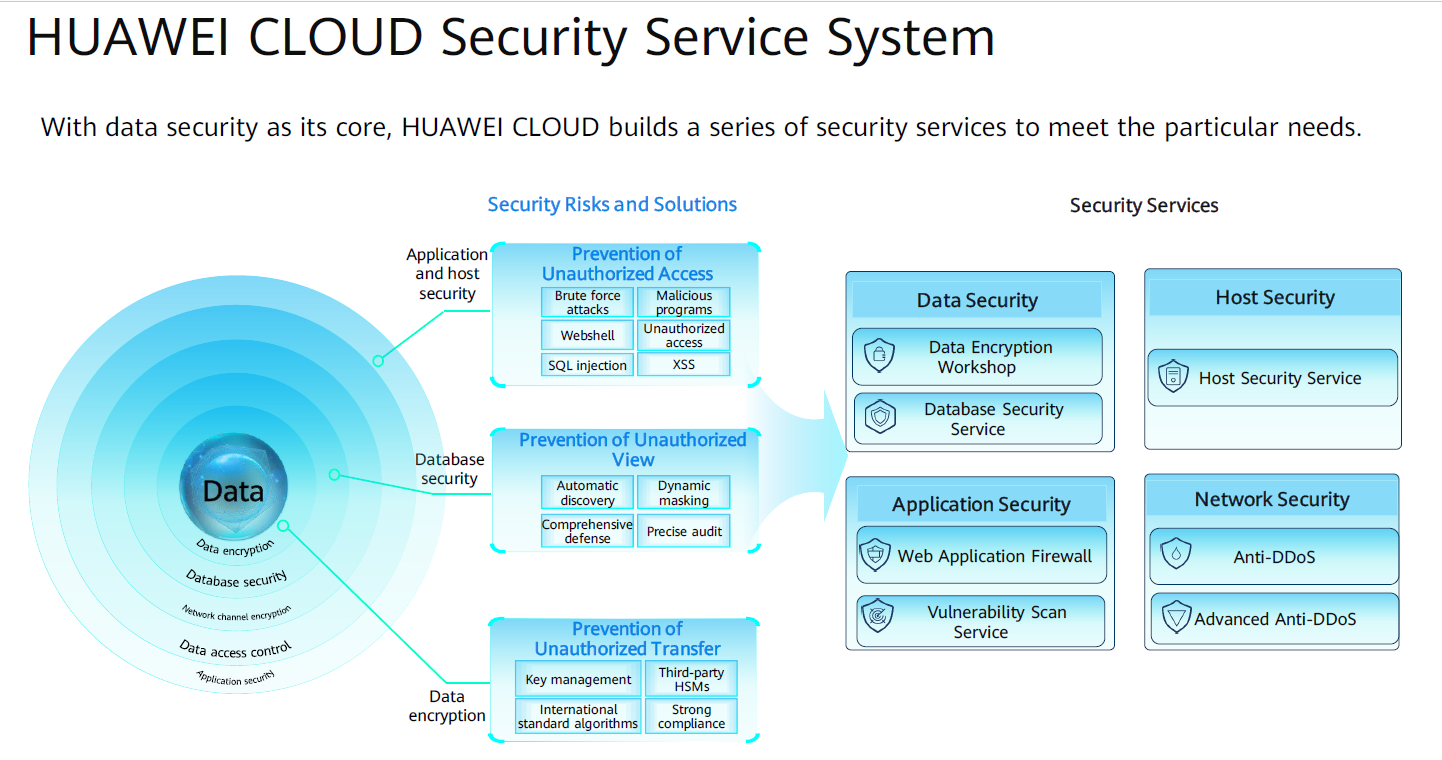 HUAWEI CLOUD Security Service System
With data security as its core, HUAWEI CLOUD builds a series of security services to meet the particular needs.
Security Risks and Solutions
Security Services
Data
Data encryption
Database security
Network channel encryption
Data access control
Application security
Application
and host
security
Prevention of
Unauthorized Access
Brute force
attacks
Malicious
programs
Webshell
Unauthorized
access
SQL injection
XSS
Database
security
Prevention of Unauthorized
View
Automatic
discovery
Dynamic
masking
Comprehensive
defense
Precise audit
Data
encryption
Prevention of
Unauthorized Transfer
Key management
Third-party
HSMs
International
standard algorithms
Strong
compliance
Data Security
Data Encryption
Workshop
Database Security
Service
Host Security
Host Security Service
Application Security
Web Application Firewall
Vulnerability Scan
Service
Network Security
Anti-DDoS
Advanced Anti-DDoS